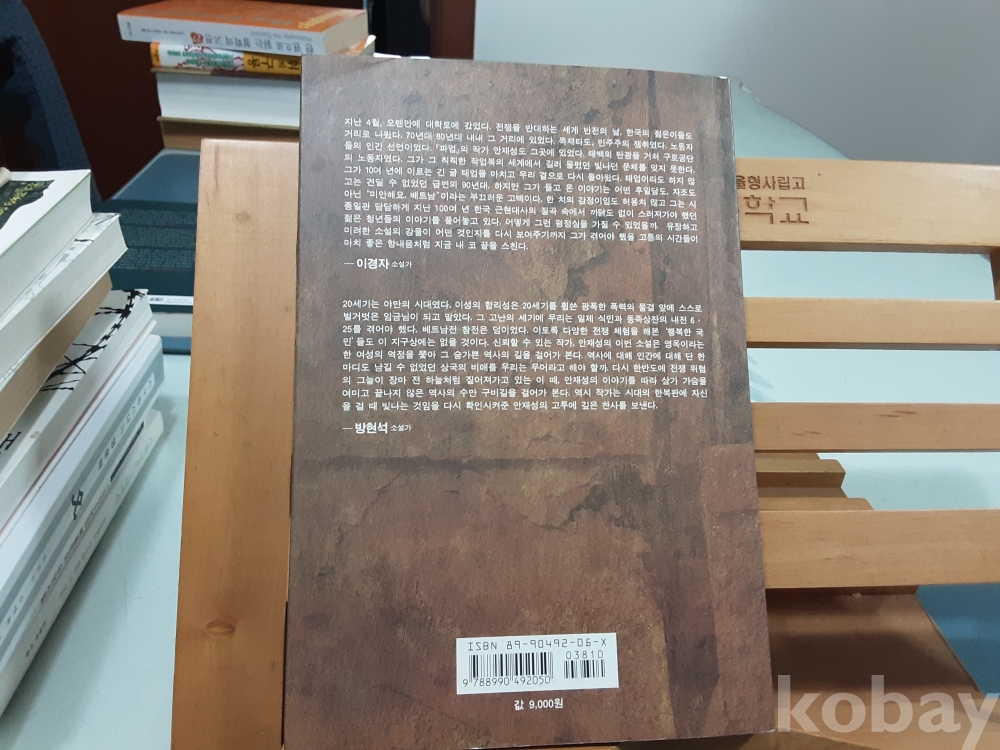 지난 4월, 오랜만에 대학로에 갔었다. 전쟁을 반대하는 세계 반전의 날, 한국의 젊은이들도
거리로 나왔다. 70년대 80년대 내내 그 거리에 있었다. 독재타도, 민주주의 쟁취였다. 노동자
들의 인간 선언이었다. 『파업』의 작가 안재성도 그곳에 있었다. 태백의 탄광을 거쳐 구로공단
의 노동자였다. 그가 그 척척한 작업복의 세계에서 길러 올렸던 빛나던 문체를 잊지 못한다.
그가 10여 년에 이르는 긴 글 태업을 마치고 우리 곁으로 다시 돌아왔다. 태업이라도 하지 않
고는 견딜 수 없었던 급변의 90년대. 하지만 그가 들고 온 이야기는 어떤 후일담도, 자조도
아닌 "미안해요. 베트남"이라는 부끄러운 고백이다. 한 치의 감정이입도 허용치 않고 그는 시
종일관 담담하게 지난 100여 년 한국 근현대사의 질곡 속에서 까닭도 없이 스러져가야 했던
젊은 청년들의 이야기를 풀어놓고 있다. 어떻게 그런 평정심을 가질 수 있었을까. 유장하고
미려한 소설의 강물이 어떤 것인지를 다시 보여주기까지 그가 겪어야 했을 고통의 시간들이
마치 좋은 향내음처럼 지금 내 코 끝을 스친다.
— 이경자 소설가
20세기는 야만의 시대였다. 이성의 합리성은 20세기를 휩쓴 광포한 폭력의 물결 앞에 스스로
벌거벗은 임금님이 되고 말았다. 그 고난의 세기에 우리는 일제 식인과 동족상잔의 내전 6·
25를 겪어야 했다. 베트남전 참전은 덤이었다. 이토록 다양한 전쟁 체험을 해본 '행복한 국
민'들도 이 지구상에는 없을 것이다. 신뢰할 수 있는 작가, 안재성의 이번 소설은 영옥이라는
한 여성의 역정을 쫓아 그 숨가쁜 역사의 길을 걸어가 본다. 역사에 대해 인간에 대해 단 한
마디도 남길 수 없었던 상국의 비애를 우리는 무어라고 해야 할까. 다시 한반도에 전쟁 위협
의 그늘이 장마 전 하늘처럼 짙어져가고 있는 이 때, 안재성의 이야기를 따라 삼가 가슴을
여미고 끝나지 않은 역사의 수만 구비길을 걸어가 본다. 역시 작가는 시대의 한복판에 자신
을 걸 때 빛나는 것임을 다시 확인시켜준 안재성의 고투에 깊은 찬사를 보낸다.
— 방현석 소설가
ISBN 89-90492-06-X
03810
9 788990 492050
값 9,000원
울형사립고
학교
kobay